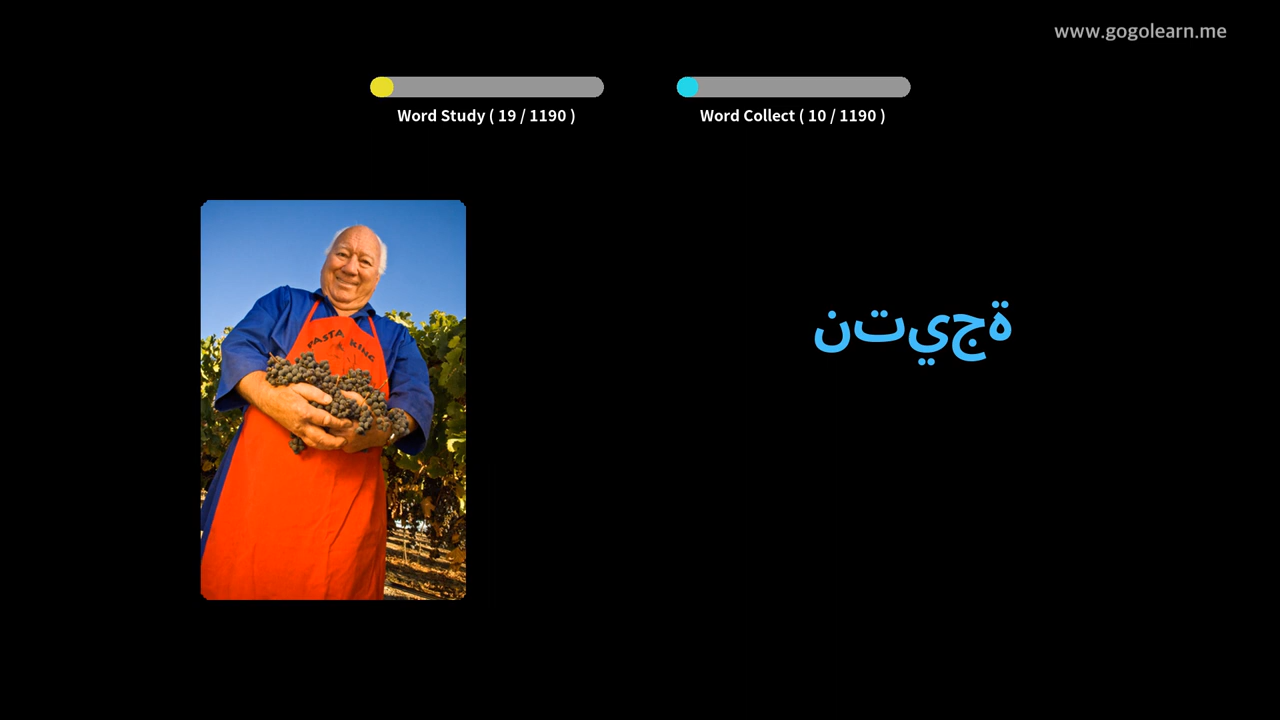 www.gogolearn.me
Word Study ( 19 / 1190 )
Word Collect ( 10 / 1190 )
PASTA KING
نتيجة